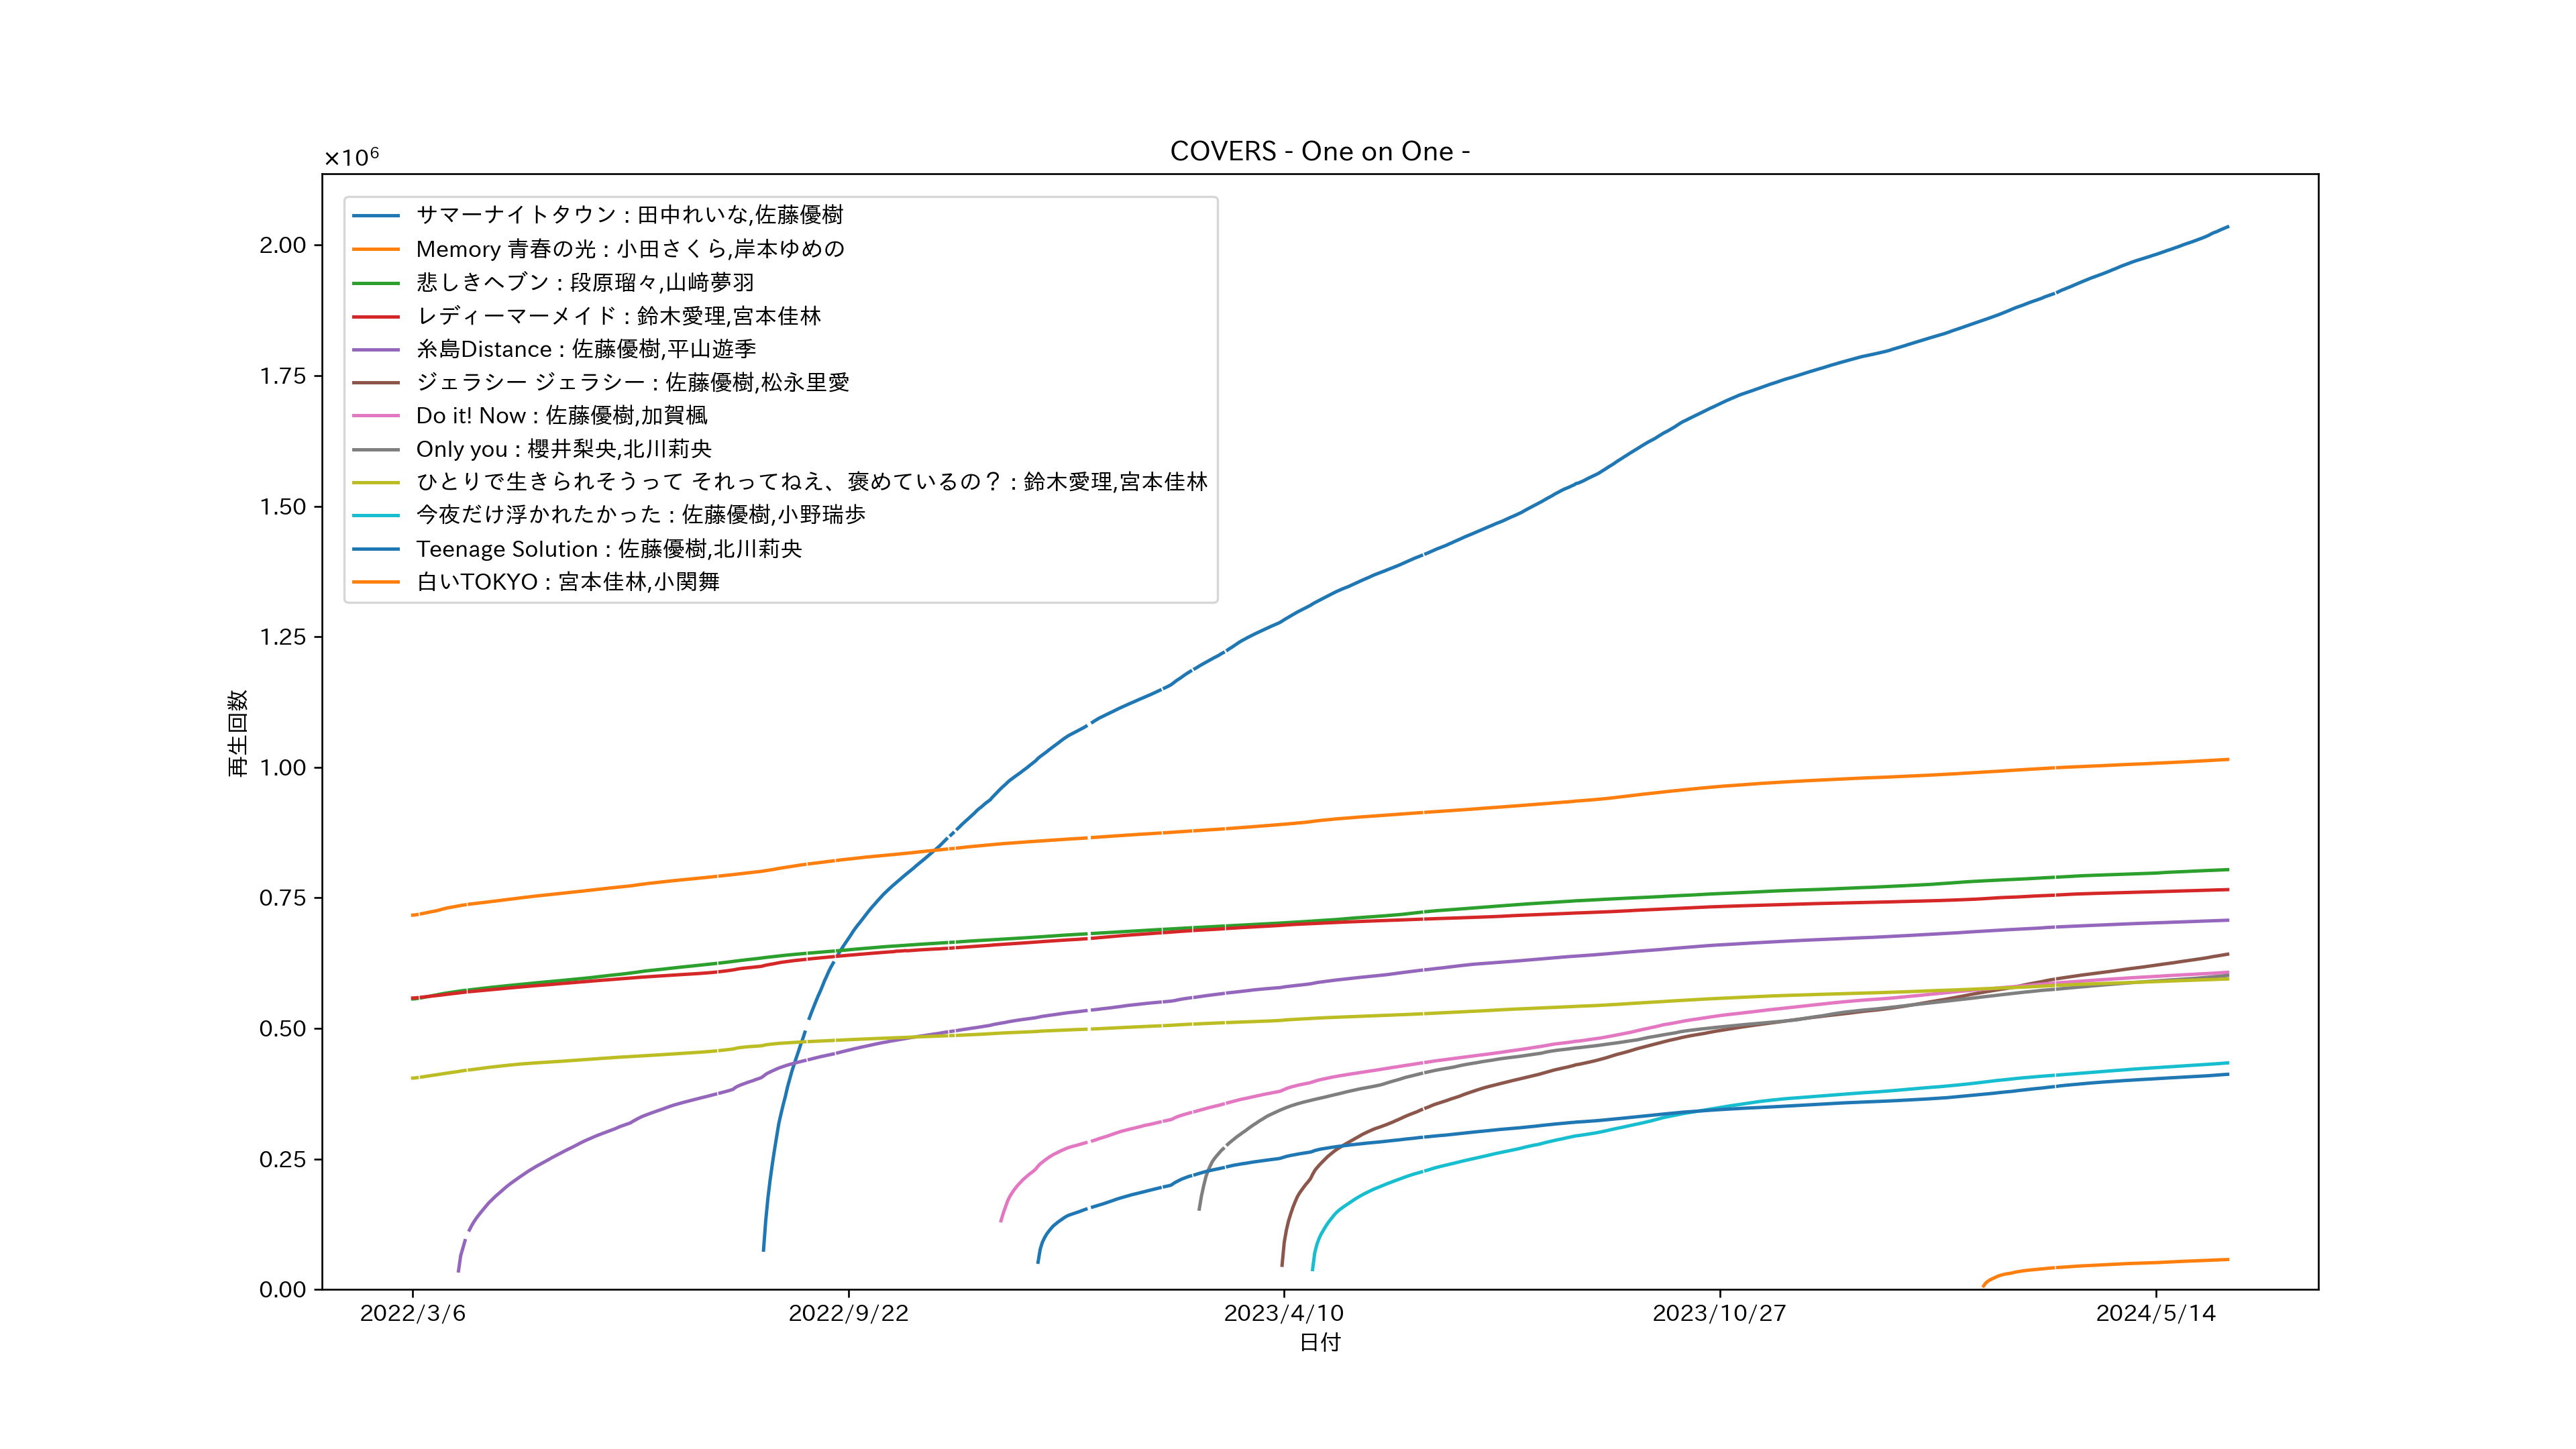 COVERS - One on One -
×10⁶
サマーナイトタウン : 田中れいな,佐藤優樹
Memory 青春の光 : 小田さくら,岸本ゆめの
悲しきヘブン : 段原瑠々,山﨑夢羽
レディーマーメイド : 鈴木愛理,宮本佳林
糸島Distance : 佐藤優樹,平山遊季
ジェラシー ジェラシー : 佐藤優樹,松永里愛
Do it! Now : 佐藤優樹,加賀楓
Only you : 櫻井梨央,北川莉央
ひとりで生きられそうって それってねえ、褒めているの？ : 鈴木愛理,宮本佳林
今夜だけ浮かれたかった : 佐藤優樹,小野瑞歩
Teenage Solution : 佐藤優樹,北川莉央
白いTOKYO : 宮本佳林,小関舞
2.00
1.75
1.50
1.25
1.00
0.75
0.50
0.25
0.00
再生回数
2022/3/6
2022/9/22
2023/4/10
2023/10/27
2024/5/14
日付